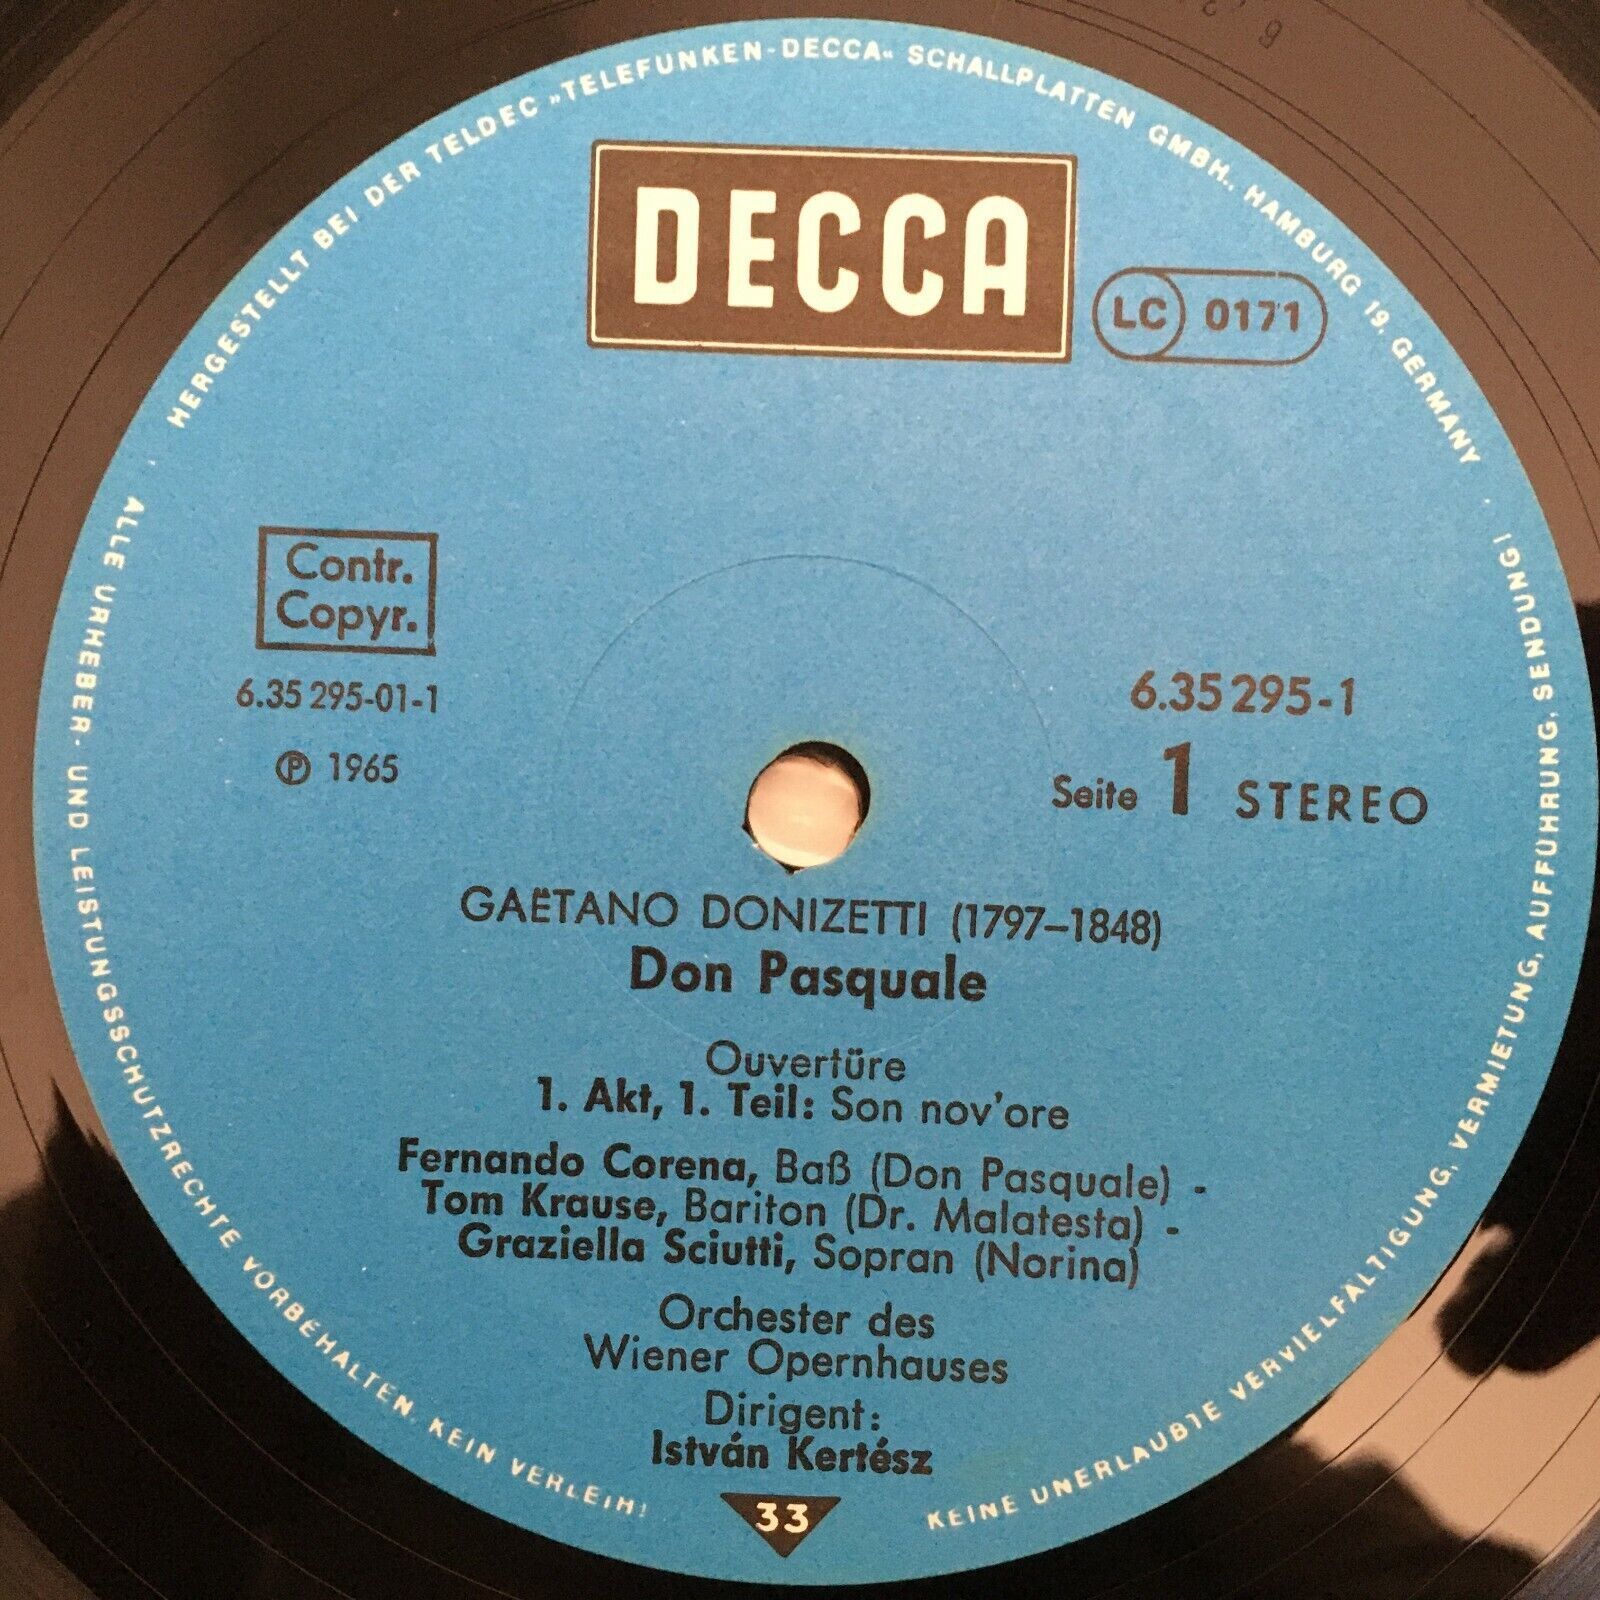 HERGESTELLT BEI DER TELDEC »TELEFUNKEN-DECCA« SCHALLPLATTEN GMBH., HAMBURG 19, GERMANY
DECCA
LC 0171
Contr.
Copyr.
6.35 295-01-1
℗ 1965
6.35 295-1
Seite 1 STEREO
GAËTANO DONIZETTI (1797–1848)
Don Pasquale
Ouvertüre
1. Akt, 1. Teil: Son nov'ore
Fernando Corena, Baß (Don Pasquale) -
Tom Krause, Bariton (Dr. Malatesta) -
Graziella Sciutti, Sopran (Norina)
Orchester des
Wiener Opernhauses
Dirigent:
István Kertész
33
ALLE URHEBER- UND LEISTUNGSSCHUTZRECHTE VORBEHALTEN. KEIN VERLEIH!
KEINE UNERLAUBTE VERVIELFÄLTIGUNG, VERMIETUNG, AUFFÜHRUNG, SENDUNG!